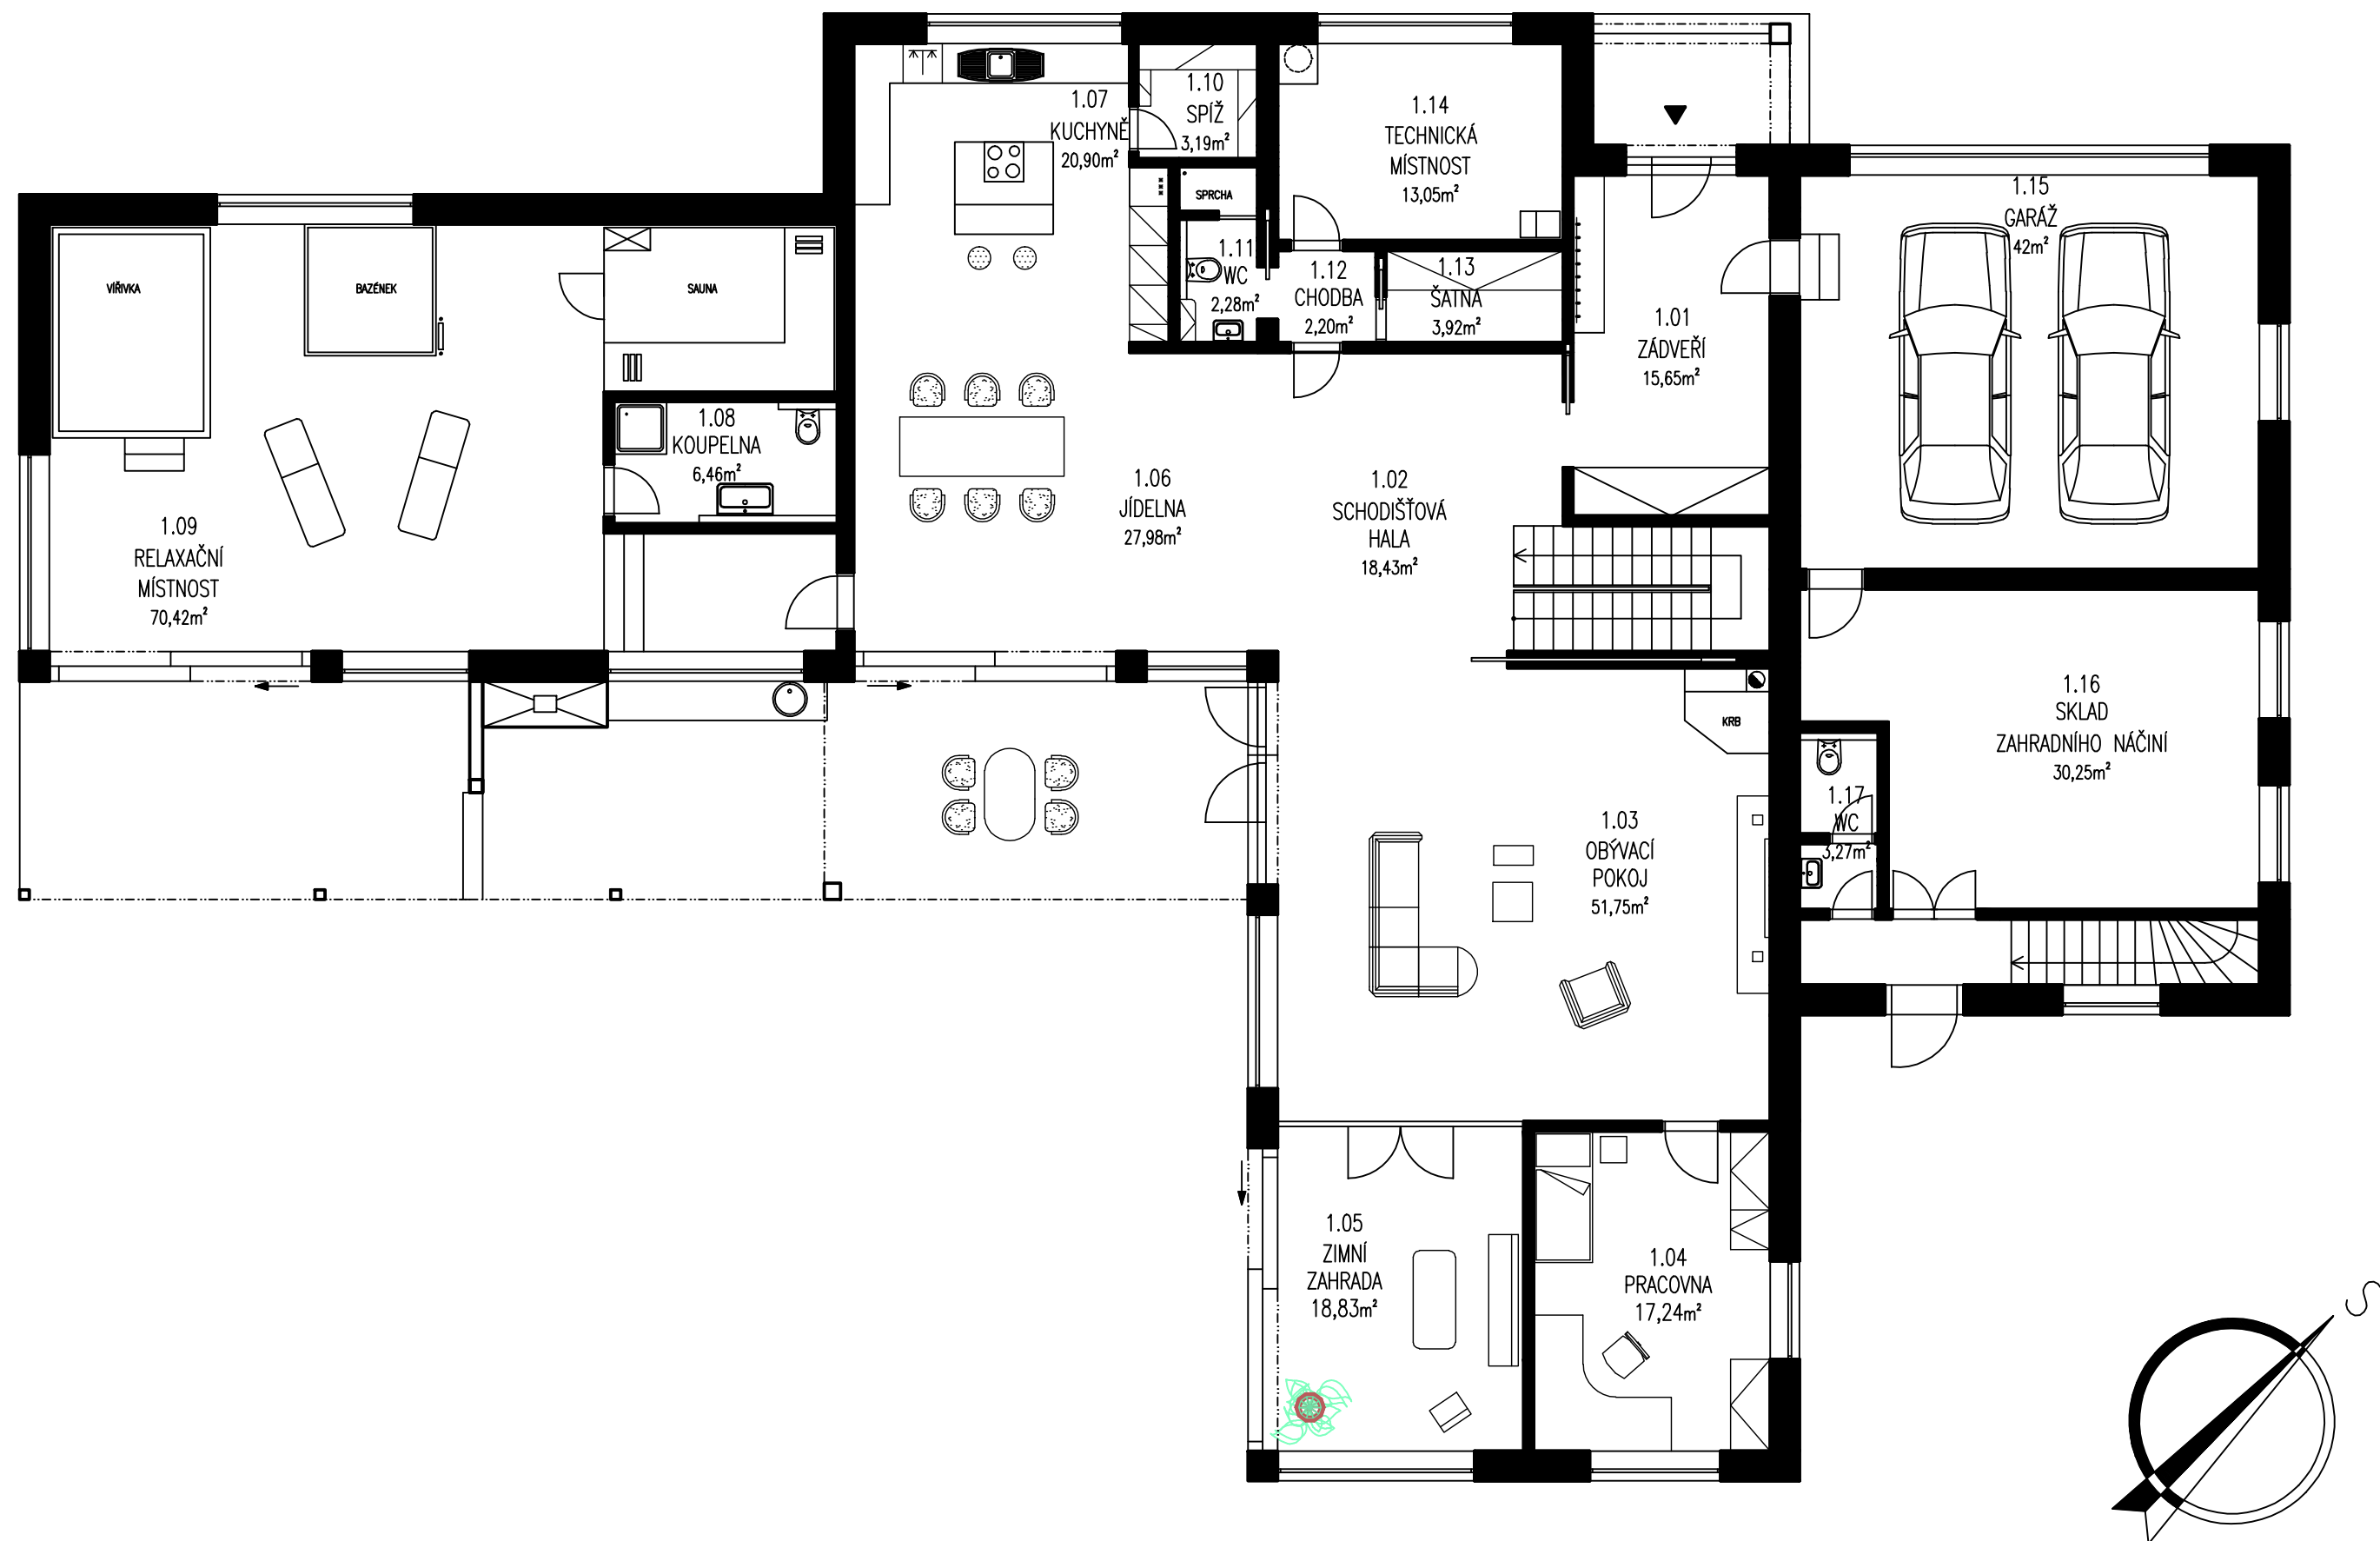 1.07
KUCHYNĚ
20,90m²
1.10
SPÍŽ
3,19m²
1.14
TECHNICKÁ
MÍSTNOST
13,05m²
SPRCHA
1.11
WC
2,28m²
1.12
CHODBA
2,20m²
1.13
ŠATNA
3,92m²
1.01
ZÁDVEŘÍ
15,65m²
1.15
GARÁŽ
42m²
VÍŘIVKA
BAZÉNEK
SAUNA
1.08
KOUPELNA
6,46m²
1.09
RELAXAČNÍ
MÍSTNOST
70,42m²
1.06
JÍDELNA
27,98m²
1.02
SCHODIŠŤOVÁ
HALA
18,43m²
KRB
1.16
SKLAD
ZAHRADNÍHO NÁČINÍ
30,25m²
1.17
WC
3,27m²
1.03
OBÝVACÍ
POKOJ
51,75m²
1.05
ZIMNÍ
ZAHRADA
18,83m²
1.04
PRACOVNA
17,24m²
S